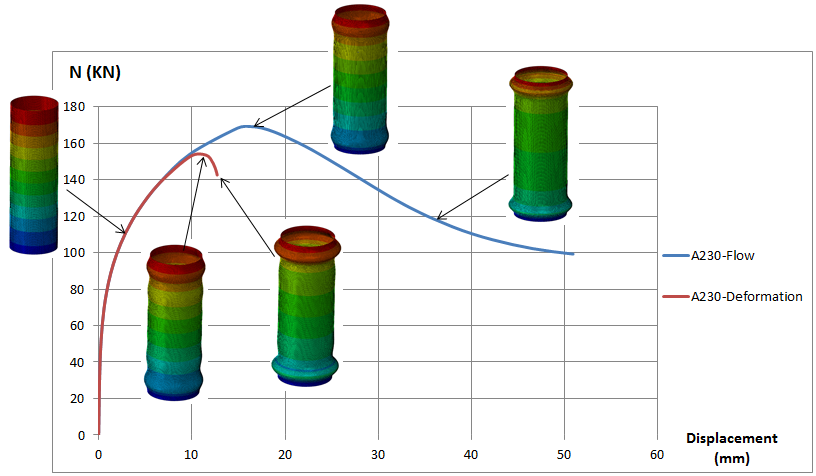 N (KN)
180
160
140
120
100
80
60
40
20
0
0 10 20 30 40 50 60
A230-Flow
A230-Deformation
Displacement
(mm)